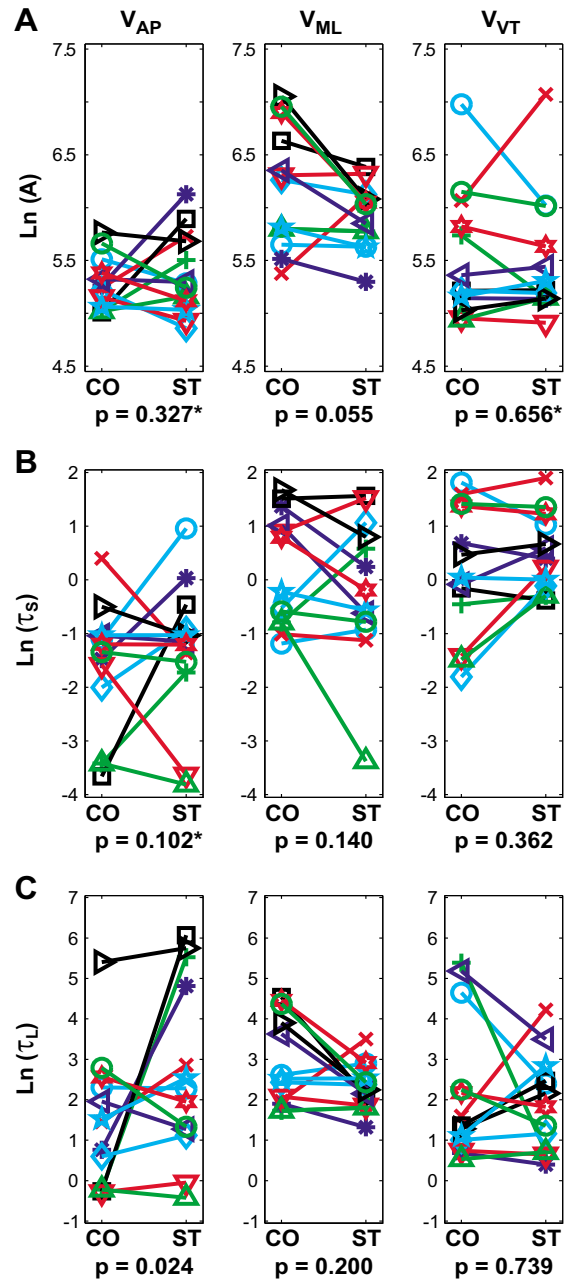 A V_AP V_ML V_VT
Ln (A)
7.5 7.5 7.5
6.5 6.5 6.5
5.5 5.5 5.5
4.5 4.5 4.5
CO ST CO ST CO ST
p = 0.327* p = 0.055 p = 0.656*
B
Ln (τ_S)
2 2 2
1 1 1
0 0 0
-1 -1 -1
-2 -2 -2
-3 -3 -3
-4 -4 -4
CO ST CO ST CO ST
p = 0.102* p = 0.140 p = 0.362
C
Ln (τ_L)
7 7 7
6 6 6
5 5 5
4 4 4
3 3 3
2 2 2
1 1 1
0 0 0
-1 -1 -1
CO ST CO ST CO ST
p = 0.024 p = 0.200 p = 0.739